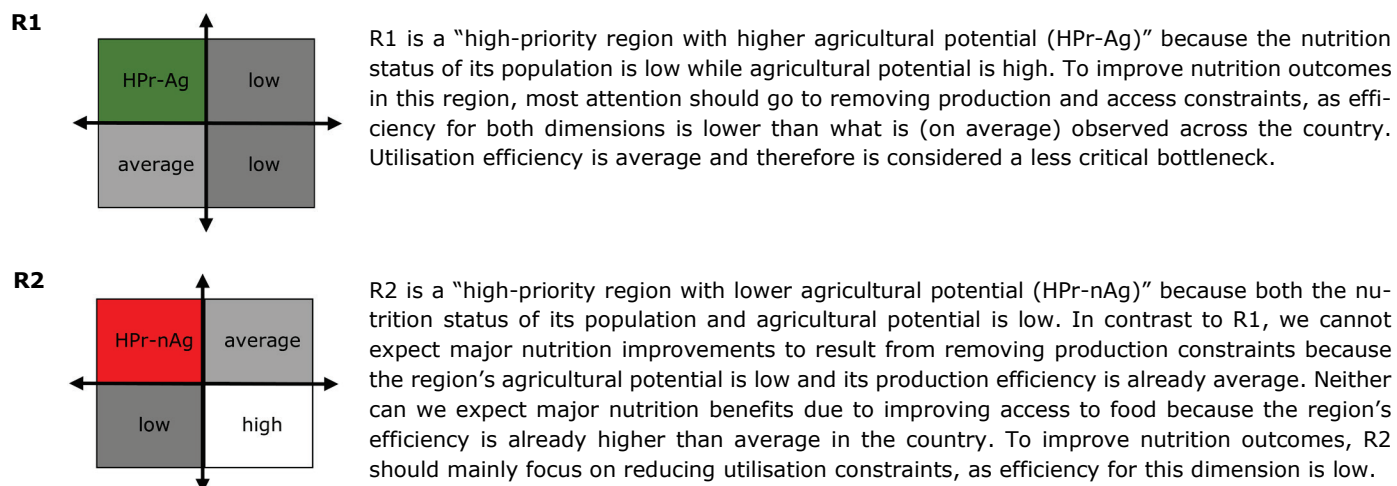 R1
HPr-Ag low
average low
R1 is a “high-priority region with higher agricultural potential (HPr-Ag)” because the nutrition
status of its population is low while agricultural potential is high. To improve nutrition outcomes
in this region, most attention should go to removing production and access constraints, as effi-
ciency for both dimensions is lower than what is (on average) observed across the country.
Utilisation efficiency is average and therefore is considered a less critical bottleneck.
R2
HPr-nAg average
low high
R2 is a “high-priority region with lower agricultural potential (HPr-nAg)” because both the nu-
trition status of its population and agricultural potential is low. In contrast to R1, we cannot
expect major nutrition improvements to result from removing production constraints because
the region’s agricultural potential is low and its production efficiency is already average. Neither
can we expect major nutrition benefits due to improving access to food because the region’s
efficiency is already higher than average in the country. To improve nutrition outcomes, R2
should mainly focus on reducing utilisation constraints, as efficiency for this dimension is low.